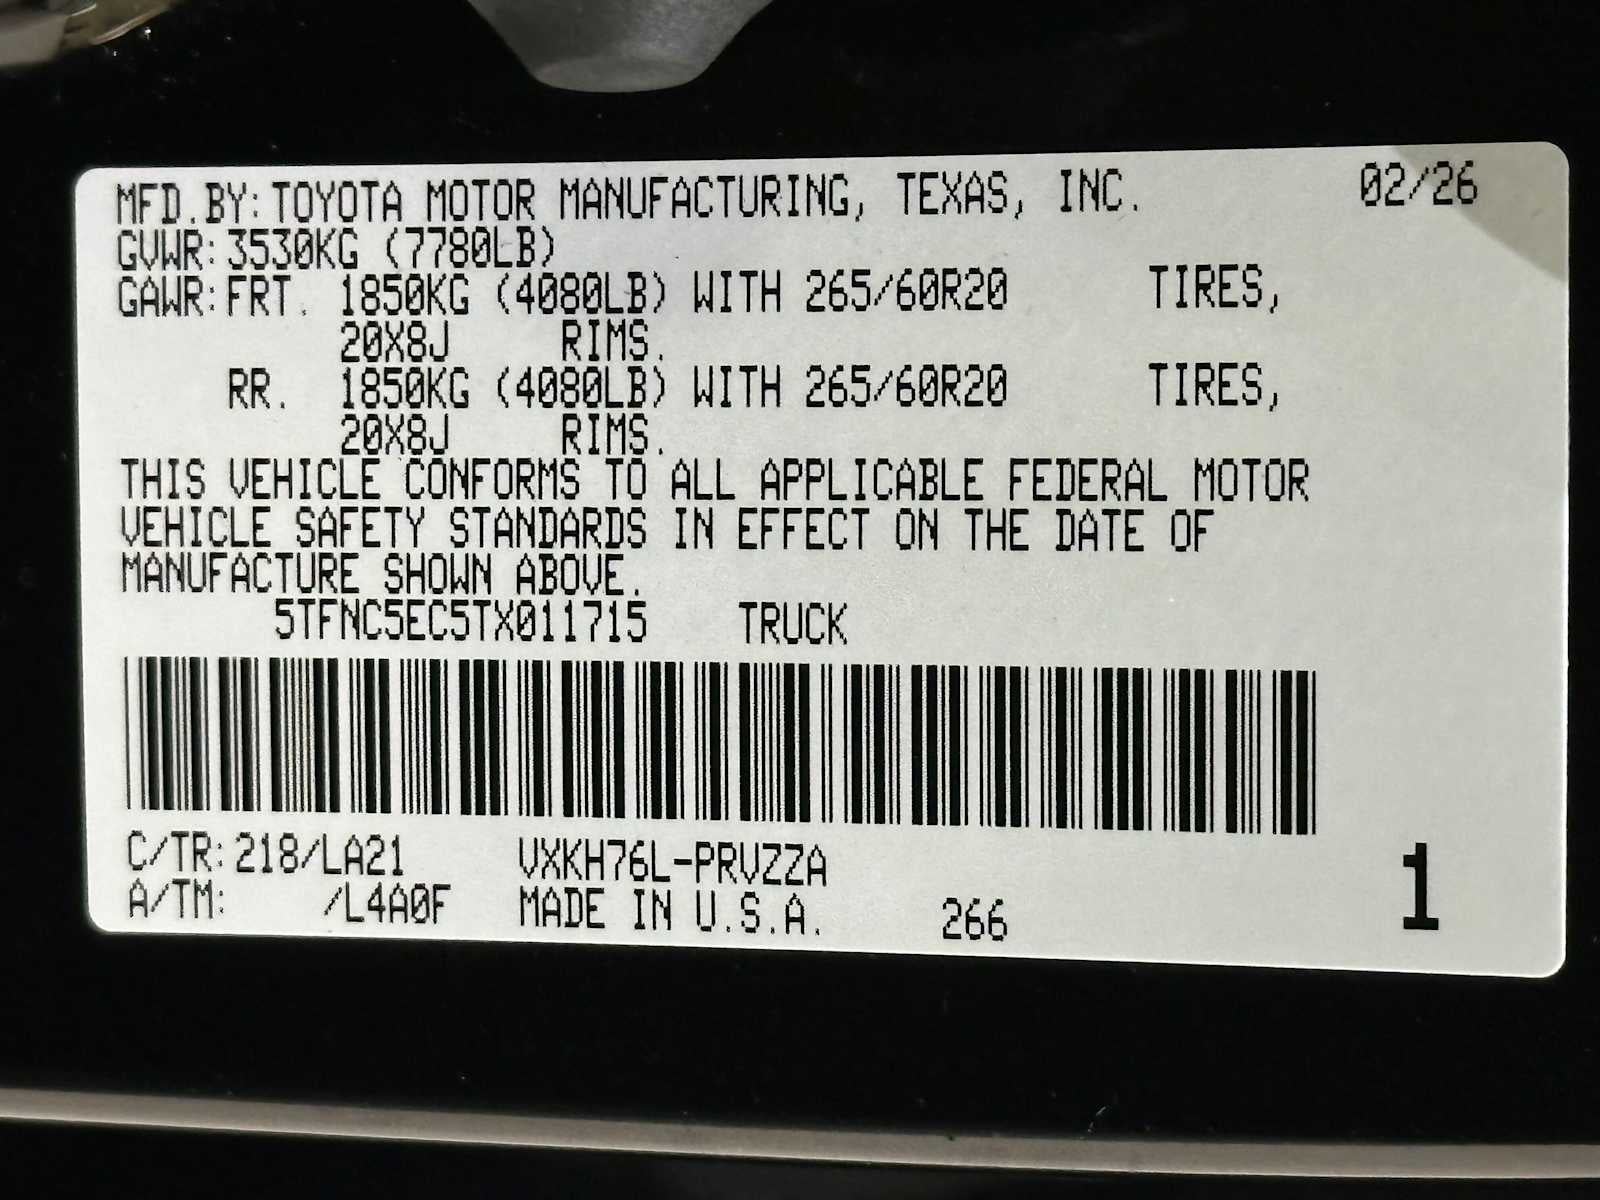 MFD.BY: TOYOTA MOTOR MANUFACTURING, TEXAS, INC. 02/26
GVWR: 3530KG (7780LB)
GAWR: FRT. 1850KG (4080LB) WITH 265/60R20 TIRES,
20X8J RIMS.
RR. 1850KG (4080LB) WITH 265/60R20 TIRES,
20X8J RIMS.
THIS VEHICLE CONFORMS TO ALL APPLICABLE FEDERAL MOTOR
VEHICLE SAFETY STANDARDS IN EFFECT ON THE DATE OF
MANUFACTURE SHOWN ABOVE.
5TFNC5EC5TX011715 TRUCK
C/TR: 218/LA21 VXKH76L-PRVZZA
A/TM: /L4A0F MADE IN U.S.A. 266 1